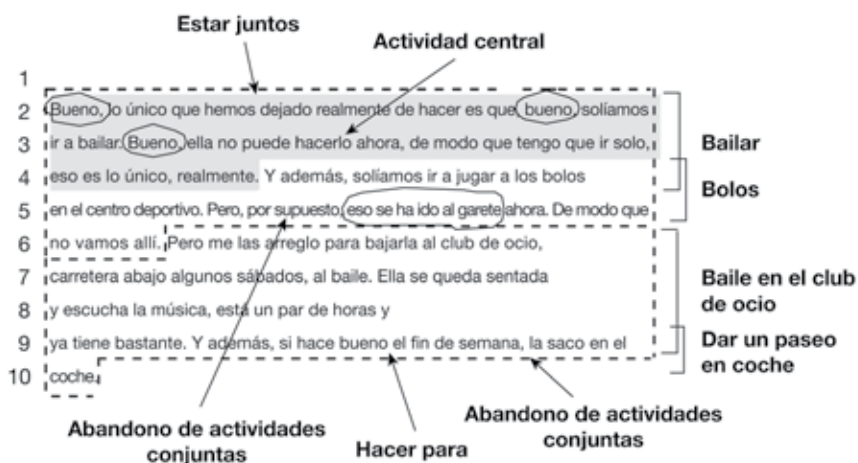 Estar juntos
Actividad central
1
2 Bueno, lo único que hemos dejado realmente de hacer es que, bueno, solíamos
3 ir a bailar. Bueno, ella no puede hacerlo ahora, de modo que tengo que ir solo,
4 eso es lo único, realmente. Y además, solíamos ir a jugar a los bolos
5 en el centro deportivo. Pero, por supuesto, eso se ha ido al garete ahora. De modo que
6 no vamos allí. Pero me las arreglo para bajarla al club de ocio,
7 carretera abajo algunos sábados, al baile. Ella se queda sentada
8 y escucha la música, está un par de horas y
9 ya tiene bastante. Y además, si hace bueno el fin de semana, la saco en el
10 coche.
Bailar
Bolos
Baile en el club
de ocio
Dar un paseo
en coche
Abandono de actividades
conjuntas
Hacer para
Abandono de actividades
conjuntas